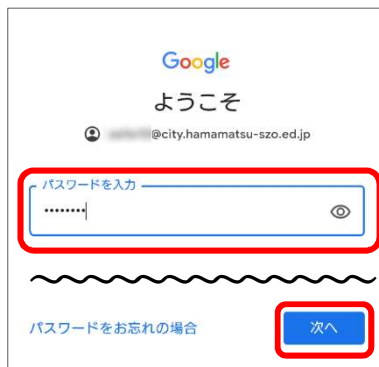 Google
ようこそ
@city.hamamatsu-szo.ed.jp
パスワードを入力
••••••••
パスワードをお忘れの場合
次へ